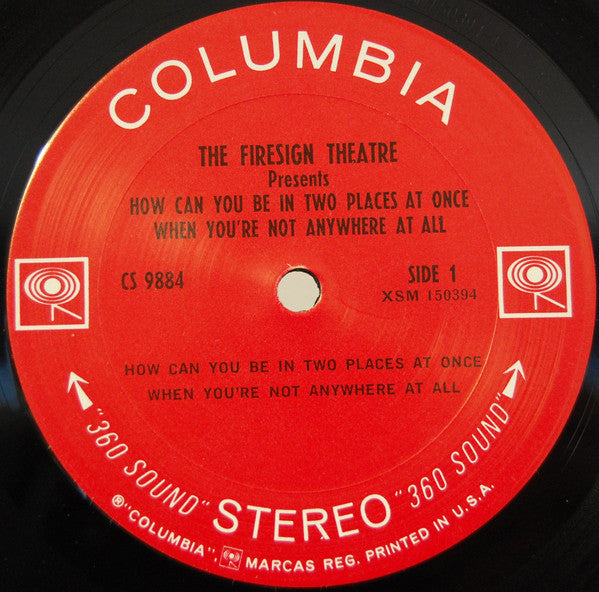 COLUMBIA
THE FIRESIGN THEATRE
Presents
HOW CAN YOU BE IN TWO PLACES AT ONCE
WHEN YOU'RE NOT ANYWHERE AT ALL
CS 9884
SIDE 1
XSM 150394
HOW CAN YOU BE IN TWO PLACES AT ONCE
WHEN YOU'RE NOT ANYWHERE AT ALL
"360 SOUND" STEREO "360 SOUND"
® "COLUMBIA", MARCAS REG. PRINTED IN U.S.A.